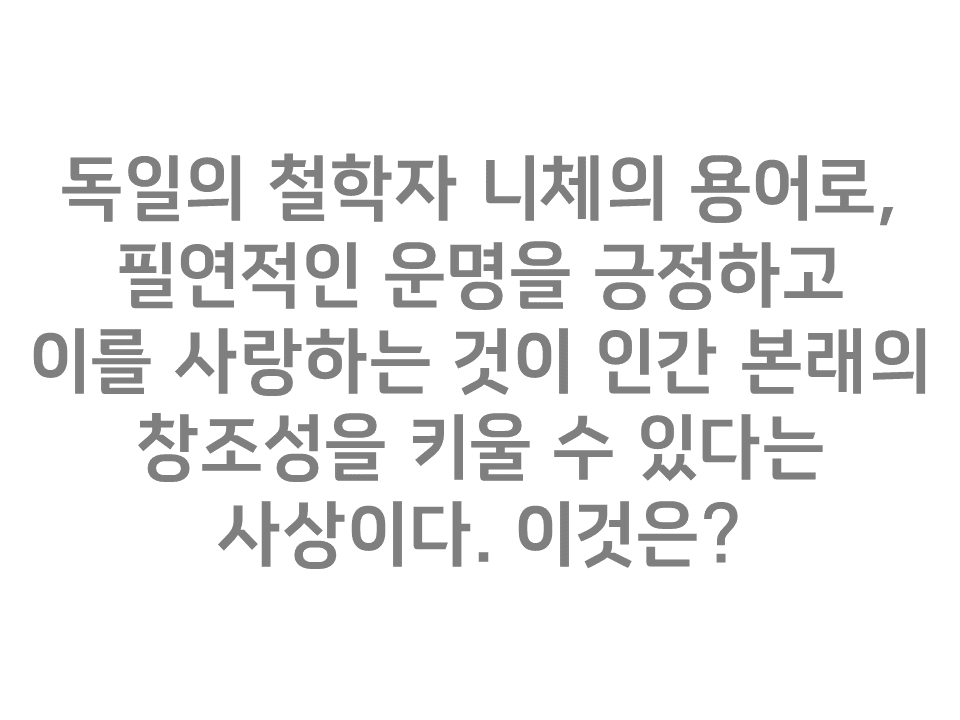 독일의 철학자 니체의 용어로,
필연적인 운명을 긍정하고
이를 사랑하는 것이 인간 본래의
창조성을 키울 수 있다는
사상이다. 이것은?